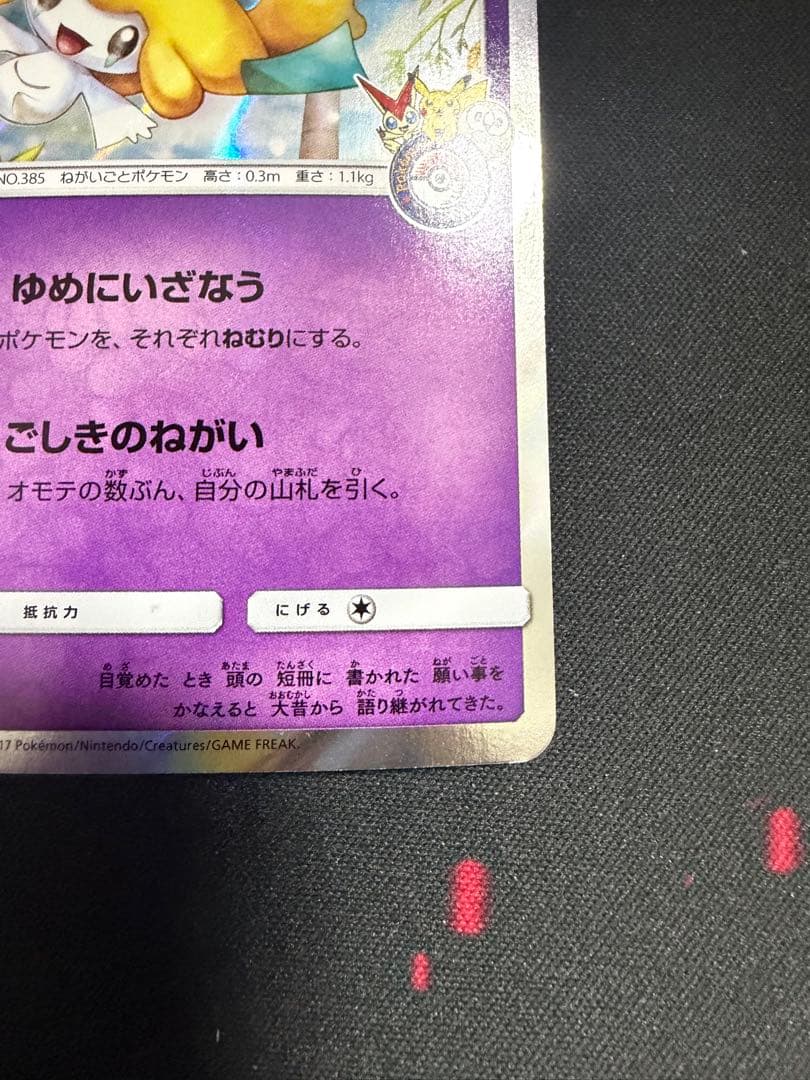 NO.385 ねがいごとポケモン 高さ：0.3m 重さ：1.1kg
ゆめにいざなう
ポケモンを、それぞれねむりにする。
ごしきのねがい
オモテの数ぶん、自分の山札を引く。
抵抗力
にげる
目覚めた とき 頭の 短冊に 書かれた 願い事を
かなえると 大昔から 語り継がれてきた。
17 Pokémon/Nintendo/Creatures/GAME FREAK.